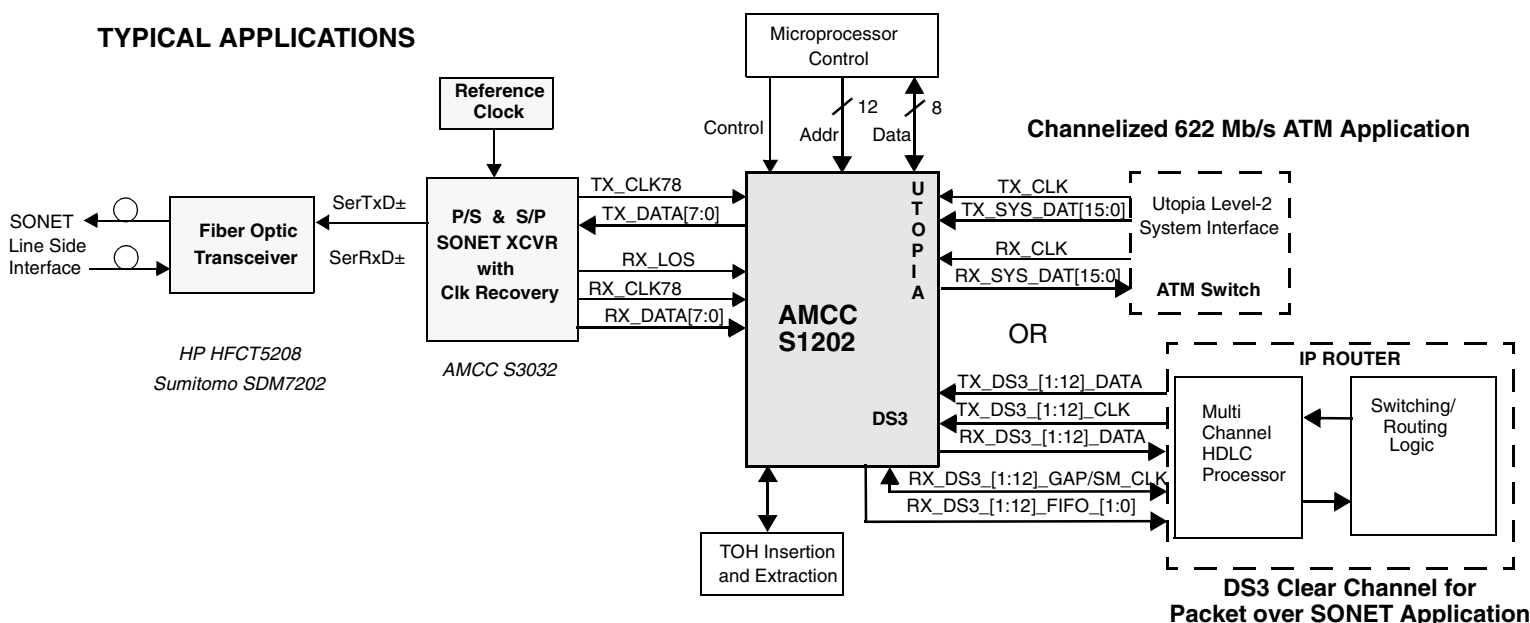 TYPICAL APPLICATIONS
Microprocessor
Control
Reference
Clock
Control
Addr
12
Data
8
Channelized 622 Mb/s ATM Application
SONET
Line Side
Interface
Fiber Optic
Transceiver
SerTxD±
SerRxD±
P/S & S/P
SONET XCVR
with
Clk Recovery
TX_CLK78
TX_DATA[7:0]
RX_LOS
RX_CLK78
RX_DATA[7:0]
HP HFCT5208
Sumitomo SDM7202
AMCC S3032
AMCC
S1202
UTOPIA
DS3
TX_CLK
TX_SYS_DAT[15:0]
RX_CLK
RX_SYS_DAT[15:0]
Utopia Level-2
System Interface
ATM Switch
OR
IP ROUTER
TX_DS3_[1:12]_DATA
TX_DS3_[1:12]_CLK
RX_DS3_[1:12]_DATA
RX_DS3_[1:12]_GAP/SM_CLK
RX_DS3_[1:12]_FIFO_[1:0]
Multi
Channel
HDLC
Processor
Switching/
Routing
Logic
TOH Insertion
and Extraction
DS3 Clear Channel for
Packet over SONET Application